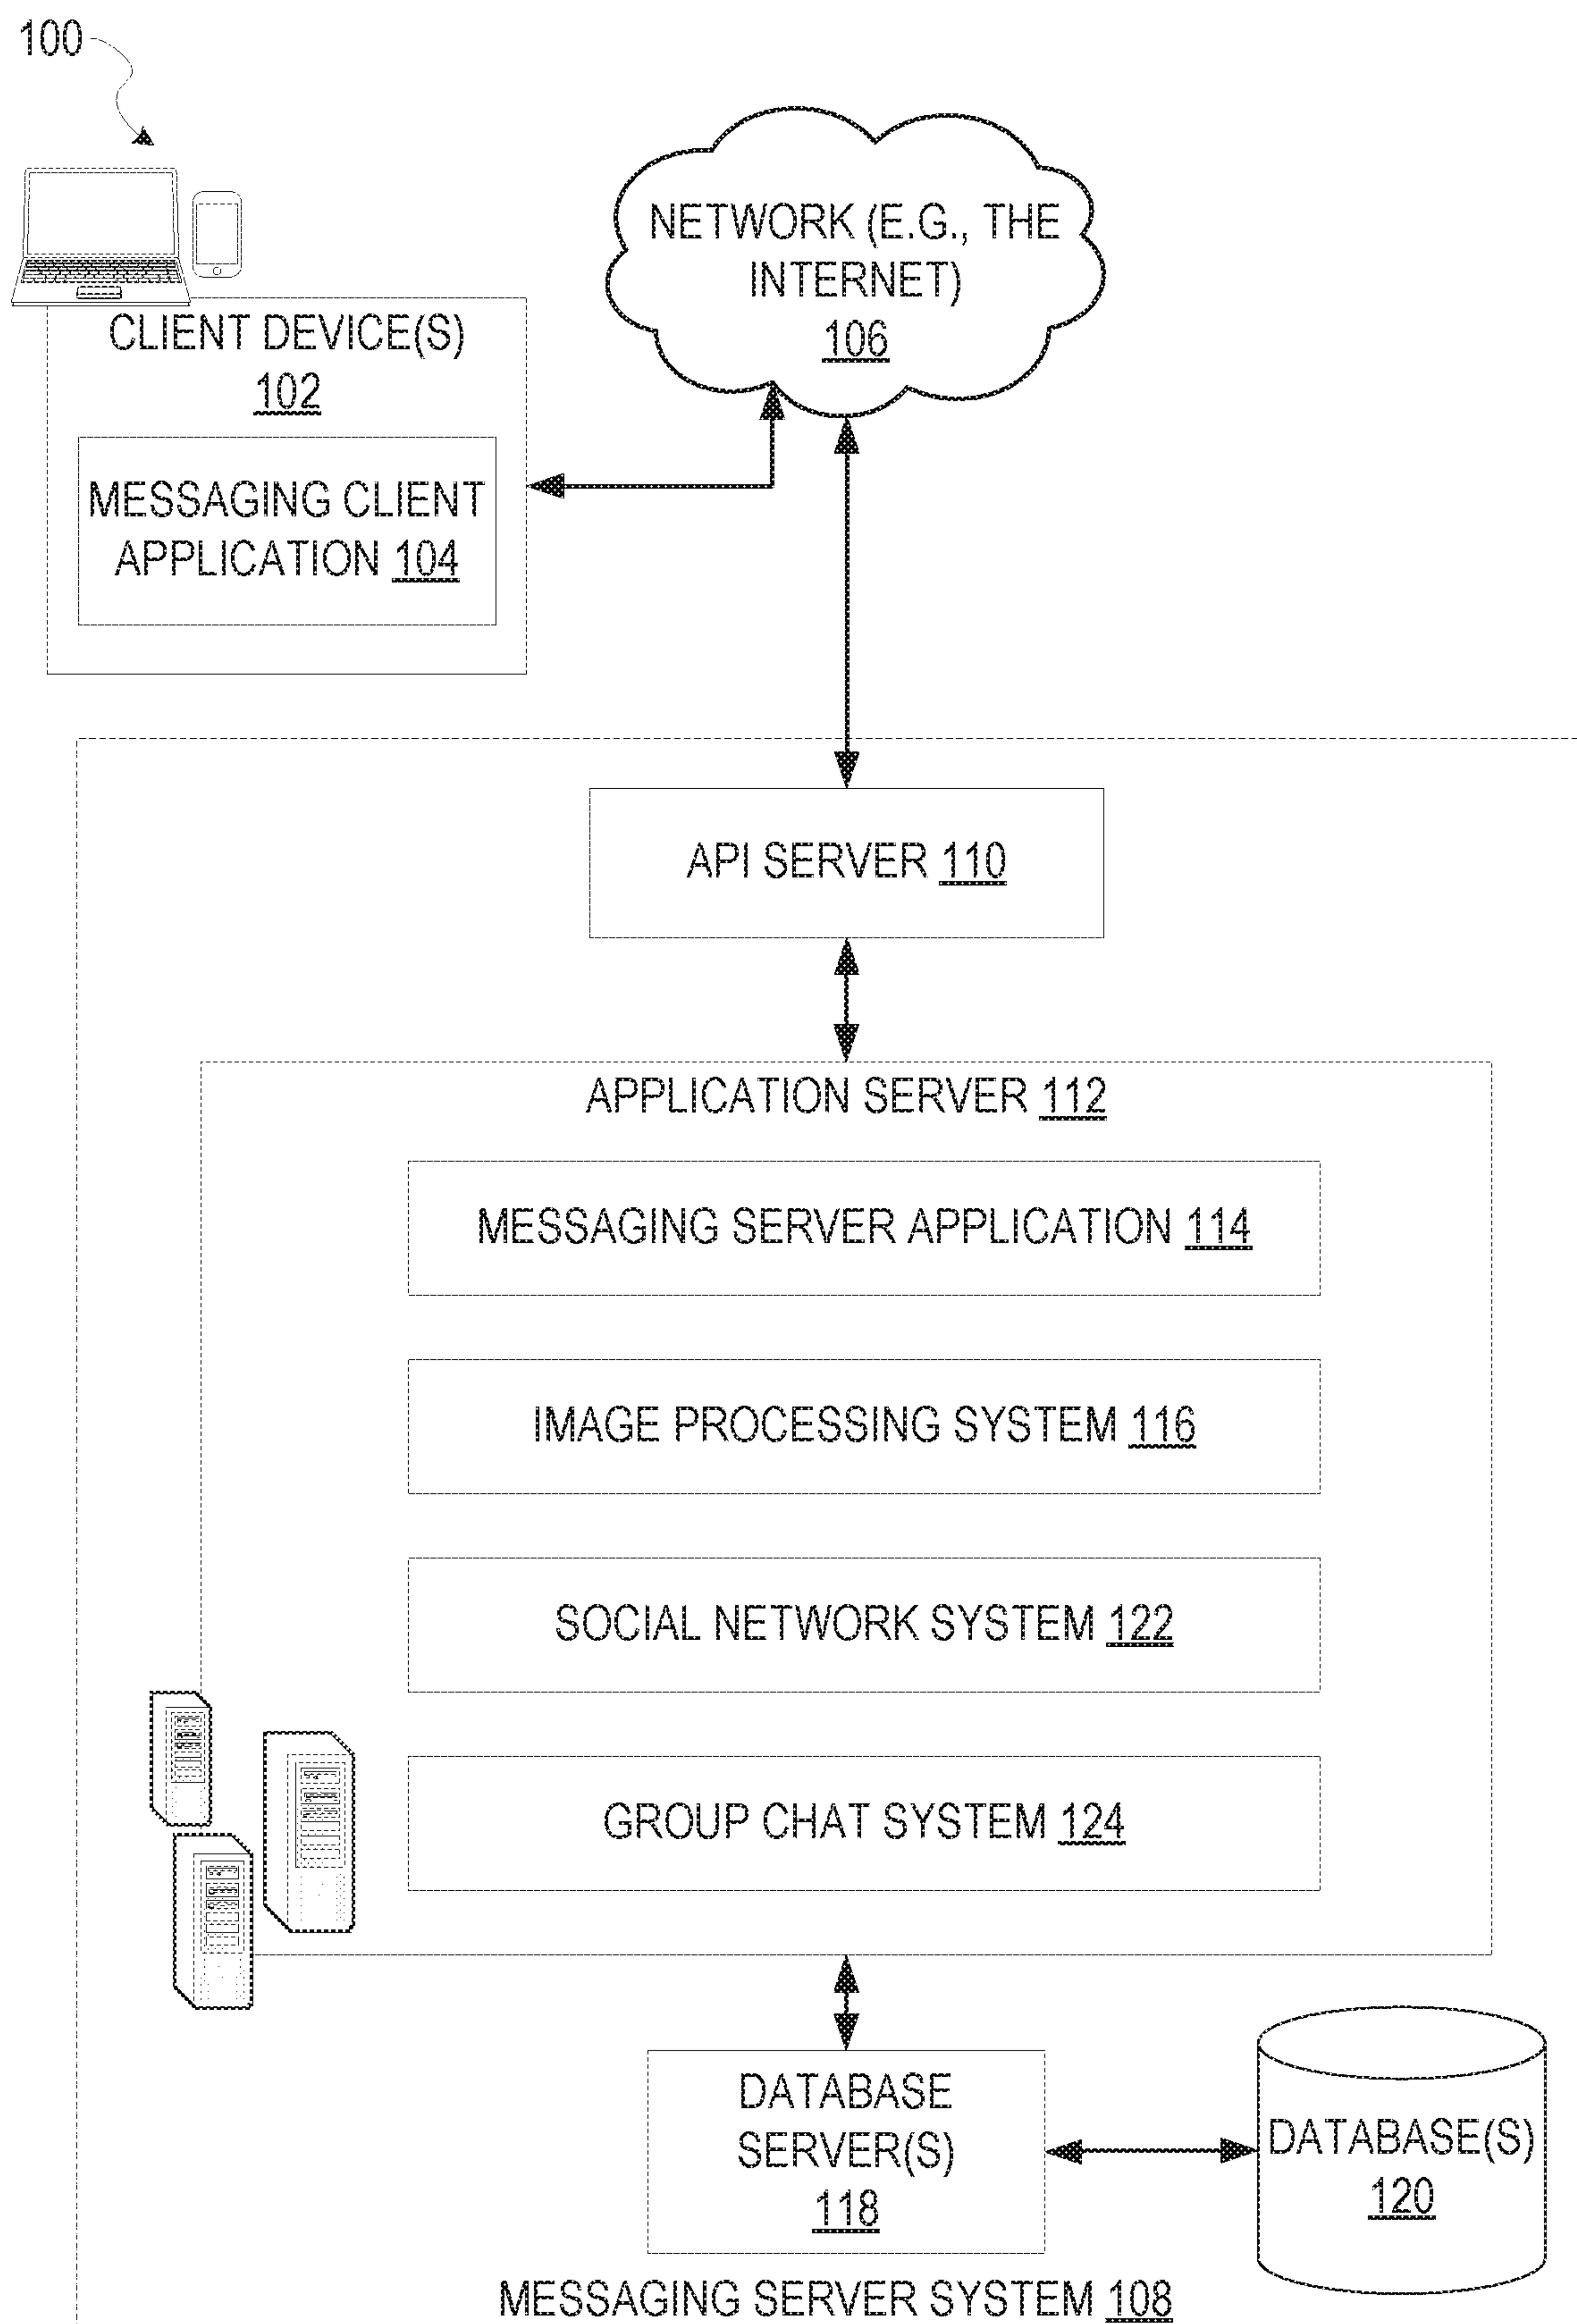 100
NETWORK (E.G., THE
INTERNET)
106
CLIENT DEVICE(S)
102
MESSAGING CLIENT
APPLICATION 104
API SERVER 110
APPLICATION SERVER 112
MESSAGING SERVER APPLICATION 114
IMAGE PROCESSING SYSTEM 116
SOCIAL NETWORK SYSTEM 122
GROUP CHAT SYSTEM 124
DATABASE
SERVER(S)
118
DATABASE(S)
120
MESSAGING SERVER SYSTEM 108